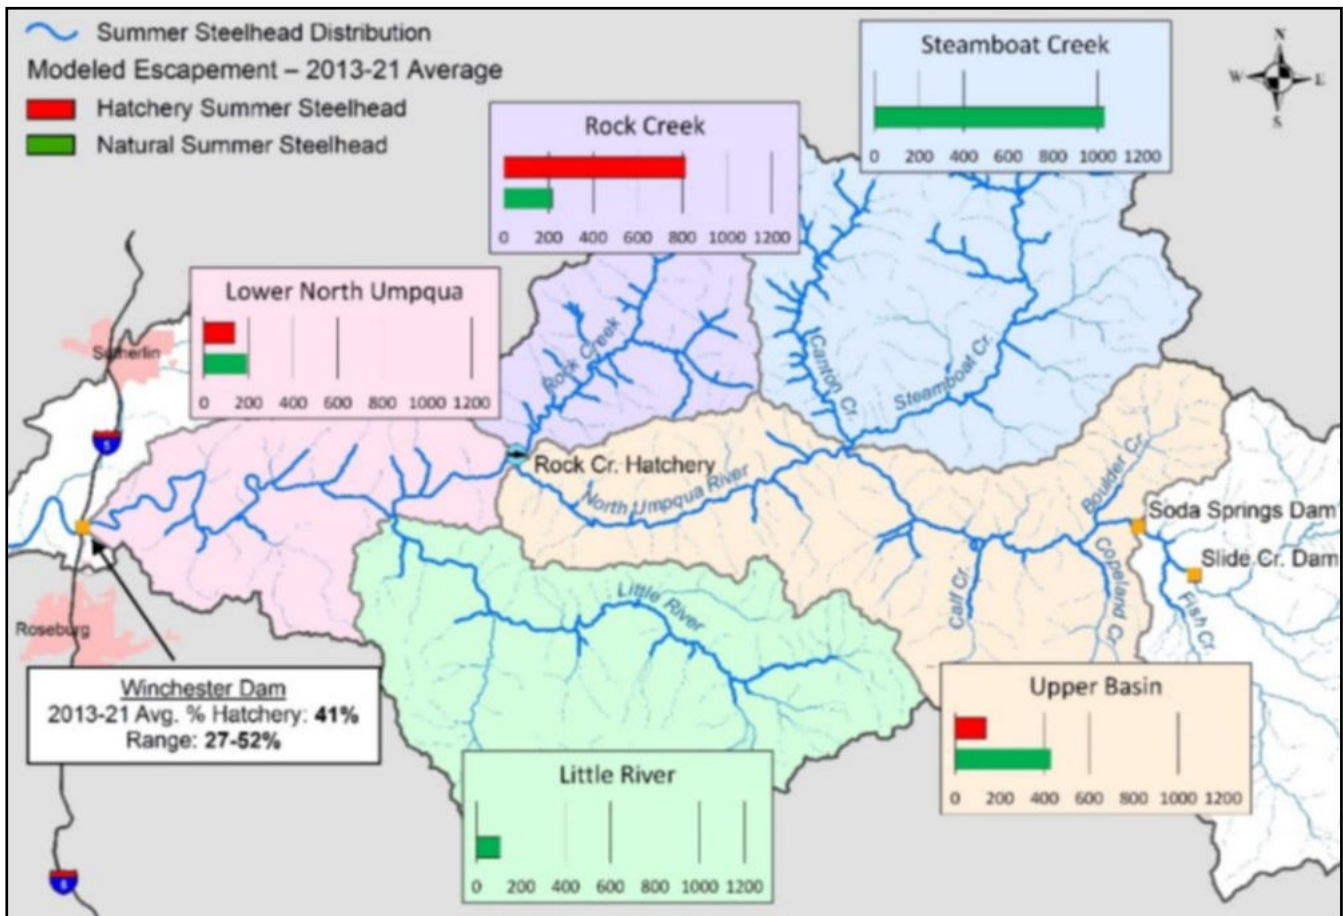 Summer Steelhead Distribution
Modeled Escapement – 2013-21 Average
Hatchery Summer Steelhead
Natural Summer Steelhead
Steamboat Creek
0 200 400 600 800 1000 1200
N
W E
S
Rock Creek
0 200 400 600 800 1000 1200
Lower North Umpqua
0 200 400 600 800 1000 1200
Sutherlin
5
Rock Creek
Canton Cr.
Steamboat Cr.
Rock Cr. Hatchery
North Umpqua River
Boulder Cr.
Soda Springs Dam
Slide Cr. Dam
Copeland Cr
Calf Cr.
Fish Cr
Little River
Roseburg
Winchester Dam
2013-21 Avg. % Hatchery: 41%
Range: 27-52%
Upper Basin
0 200 400 600 800 1000 1200
Little River
0 200 400 600 800 1000 1200